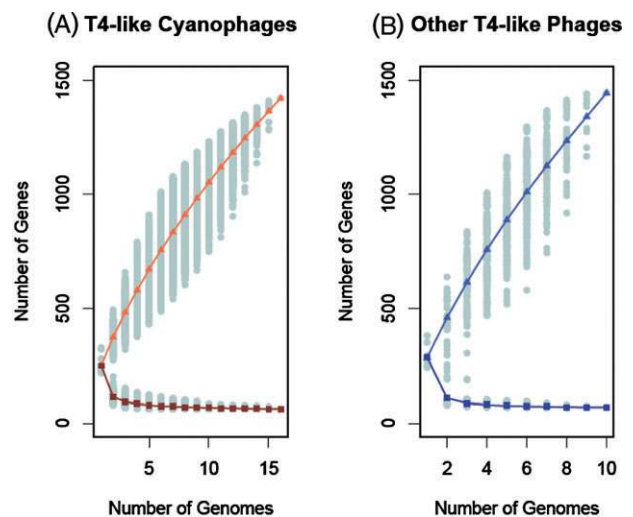 (A) T4-like Cyanophages
(B) Other T4-like Phages
Number of Genes
1500
1000
500
0
5 10 15
Number of Genomes
Number of Genes
1500
1000
500
0
2 4 6 8 10
Number of Genomes